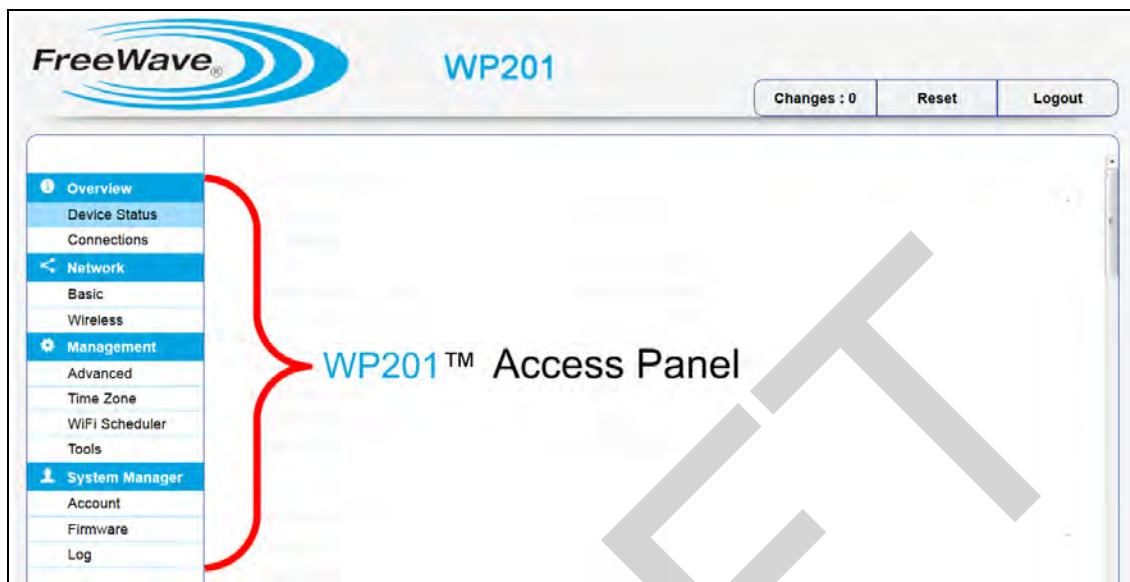 FreeWave®
WP201
Changes : 0
Reset
Logout
Overview
Device Status
Connections
Network
Basic
Wireless
Management
Advanced
Time Zone
WiFi Scheduler
Tools
System Manager
Account
Firmware
Log
WP201™ Access Panel
FT